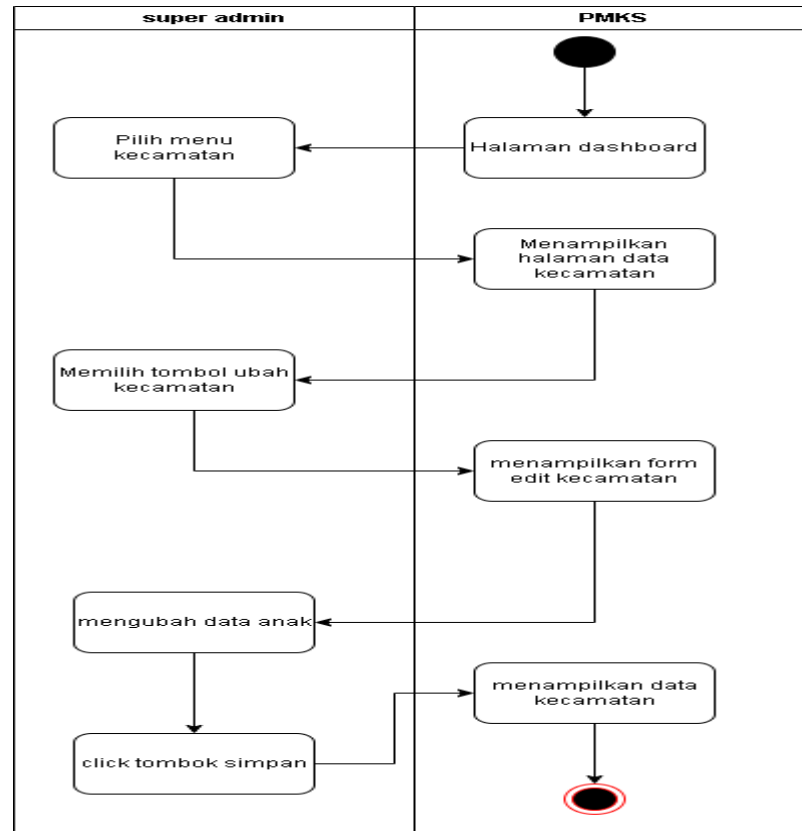 super admin
PMKS
Halaman dashboard
Pilih menu
kecamatan
Menampilkan
halaman data
kecamatan
Memilih tombol ubah
kecamatan
menampilkan form
edit kecamatan
mengubah data anak
click tombok simpan
menampilkan data
kecamatan